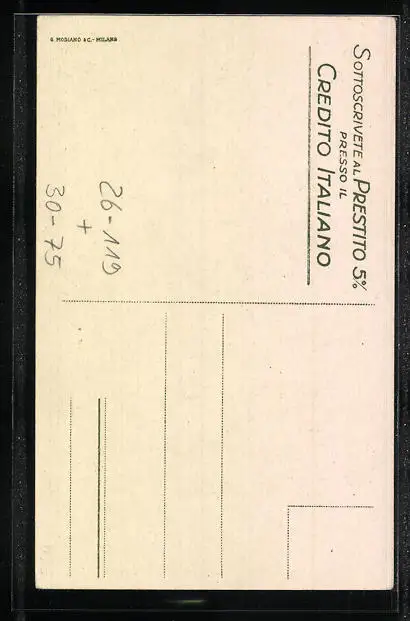 SOTTOSCRIVETE AL PRESTITO 5%
PRESSO IL
CREDITO ITALIANO
26-119
+
30-75
G. MODIANO & C. - MILANO